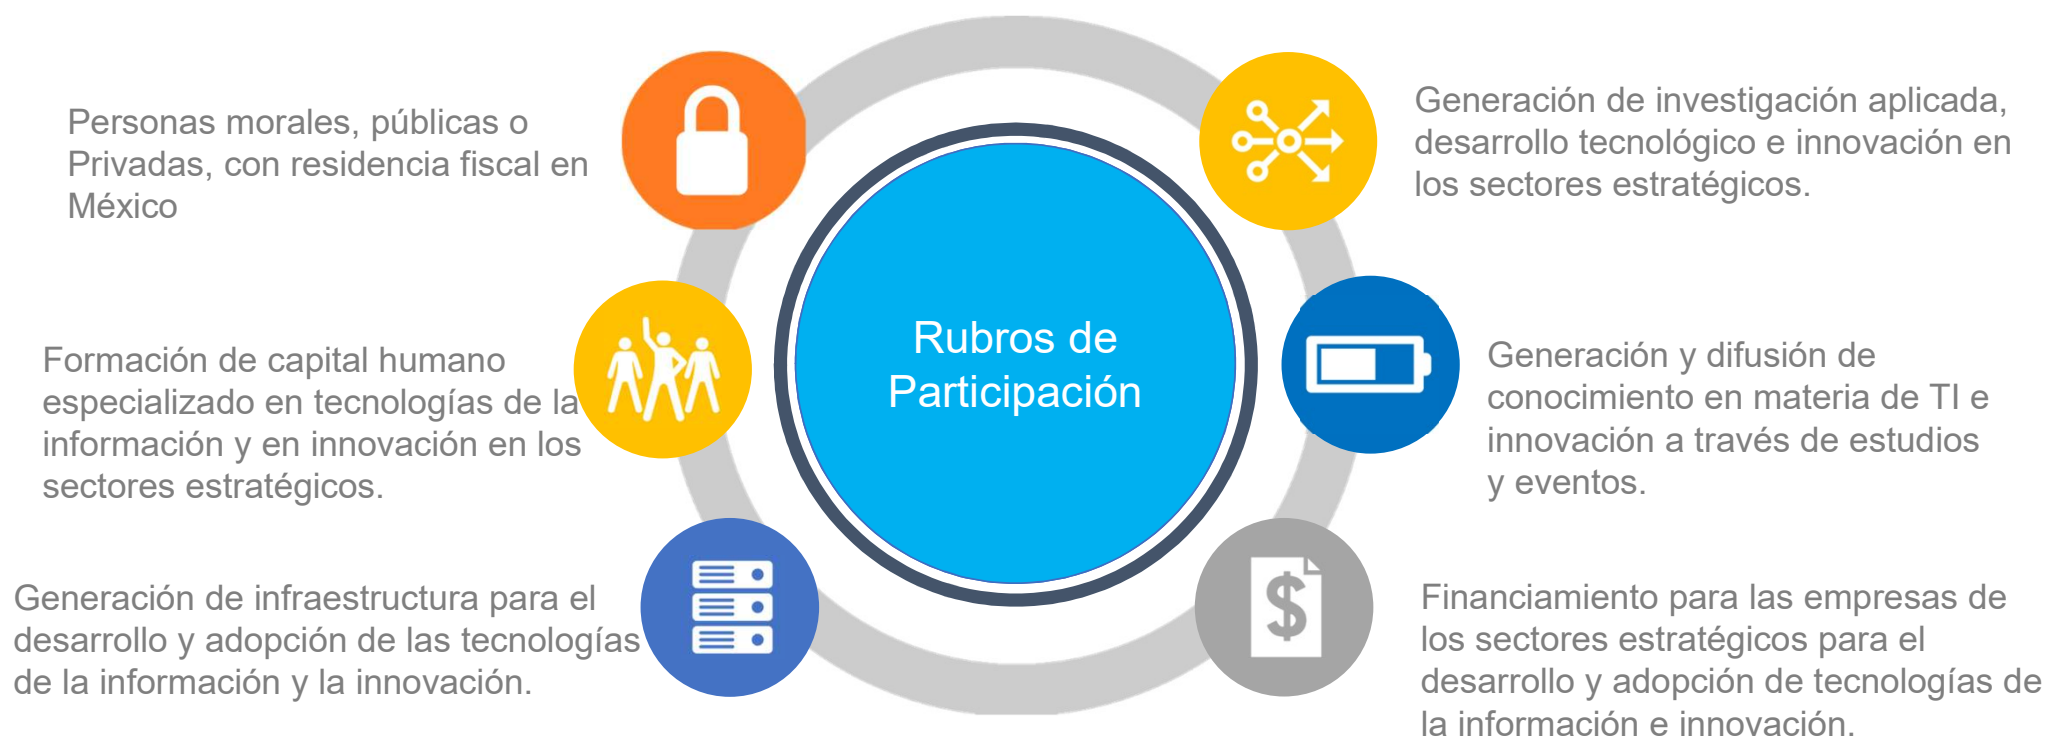 Personas morales, públicas o
Privadas, con residencia fiscal en
México
Formación de capital humano
especializado en tecnologías de la
información y en innovación en los
sectores estratégicos.
Generación de infraestructura para el
desarrollo y adopción de las tecnologías
de la información y la innovación.
Rubros de
Participación
Generación de investigación aplicada,
desarrollo tecnológico e innovación en
los sectores estratégicos.
Generación y difusión de
conocimiento en materia de TI e
innovación a través de estudios
y eventos.
$
Financiamiento para las empresas de
los sectores estratégicos para el
desarrollo y adopción de tecnologías de
la información e innovación.